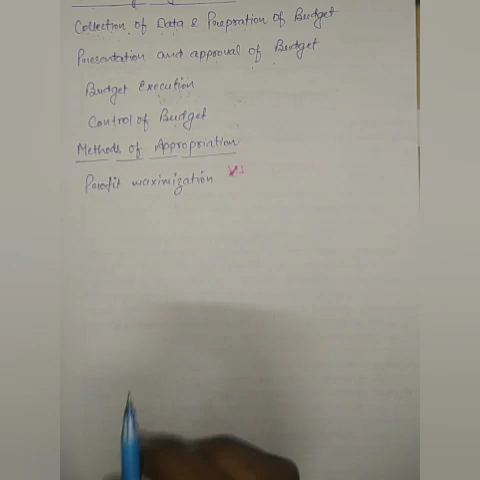 Collection of Data & Preparation of Budget
Presentation and approval of Budget
Budget Execution
Control of Budget
Methods of Appropriation
Profit maximization Vs